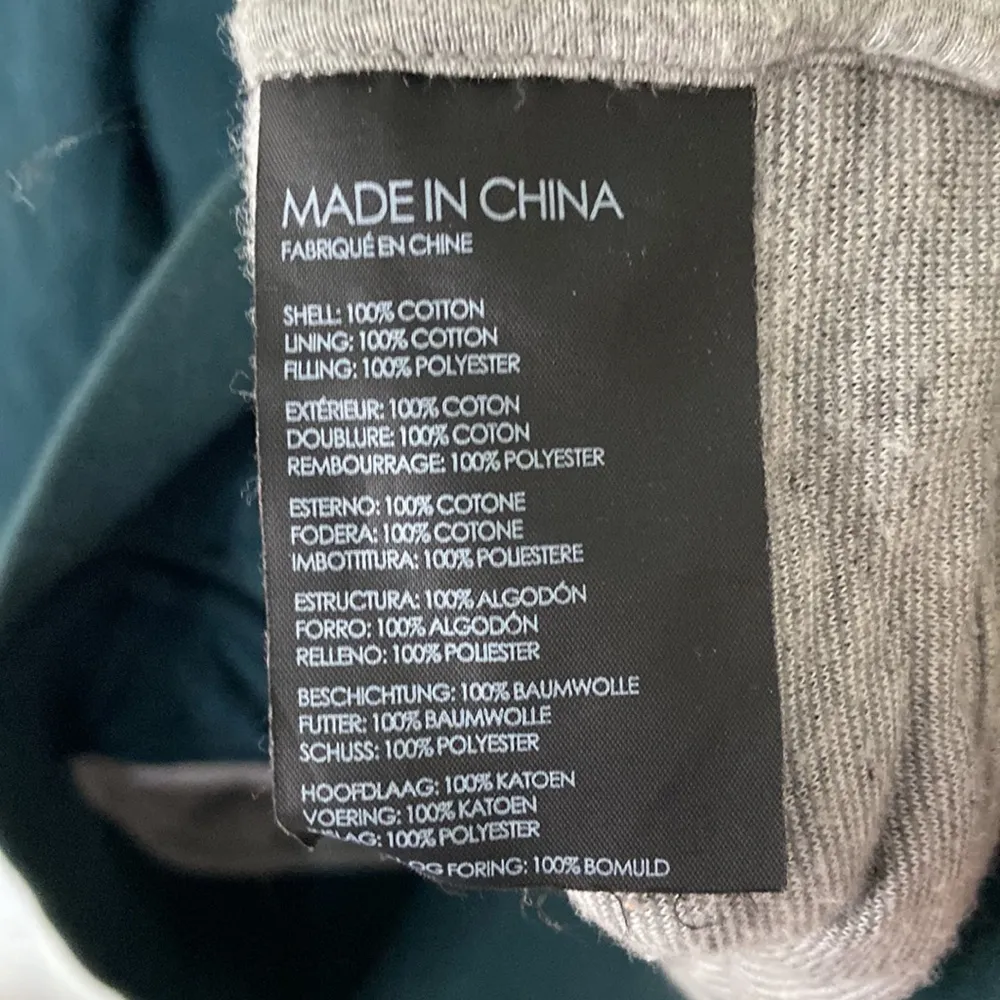 MADE IN CHINA
FABRIQUÉ EN CHINE
SHELL: 100% COTTON
LINING: 100% COTTON
FILLING: 100% POLYESTER
EXTÉRIEUR: 100% COTON
DOUBLURE: 100% COTON
REMBOURRAGE: 100% POLYESTER
ESTERNO: 100% COTONE
FODERA: 100% COTONE
IMBOTTITURA: 100% POLIESTERE
ESTRUCTURA: 100% ALGODÓN
FORRO: 100% ALGODÓN
RELLENO: 100% POLIESTER
BESCHICHTUNG: 100% BAUMWOLLE
FUTTER: 100% BAUMWOLLE
SCHUSS: 100% POLYESTER
HOOFDLAAG: 100% KATOEN
VOERING: 100% KATOEN
100% POLYESTER
FORING: 100% BOMULD